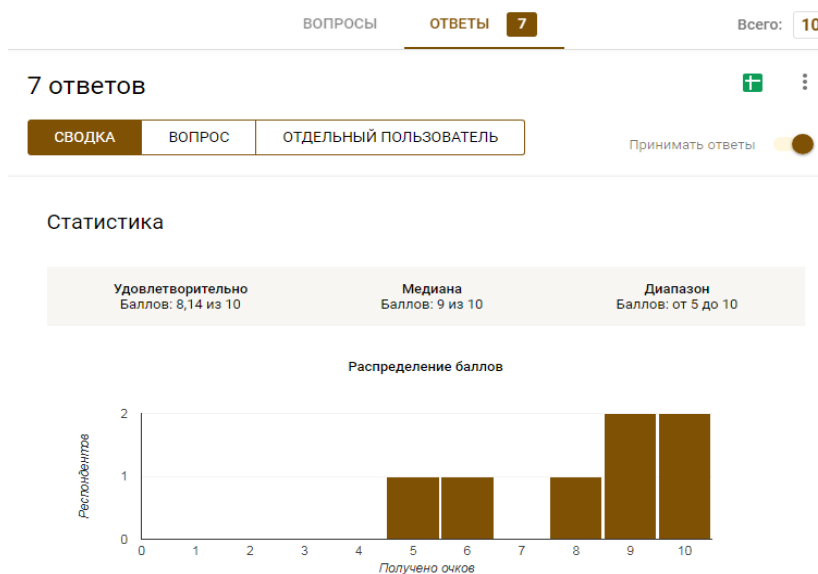 ВОПРОСЫ ОТВЕТЫ 7 Всего: 10
7 ответов
СВОДКА ВОПРОС ОТДЕЛЬНЫЙ ПОЛЬЗОВАТЕЛЬ
Принимать ответы
Статистика
Удовлетворительно Медиана Диапазон
Баллов: 8,14 из 10 Баллов: 9 из 10 Баллов: от 5 до 10
Распределение баллов
2
1
0
Респондентов
0 1 2 3 4 5 6 7 8 9 10
Получено очков